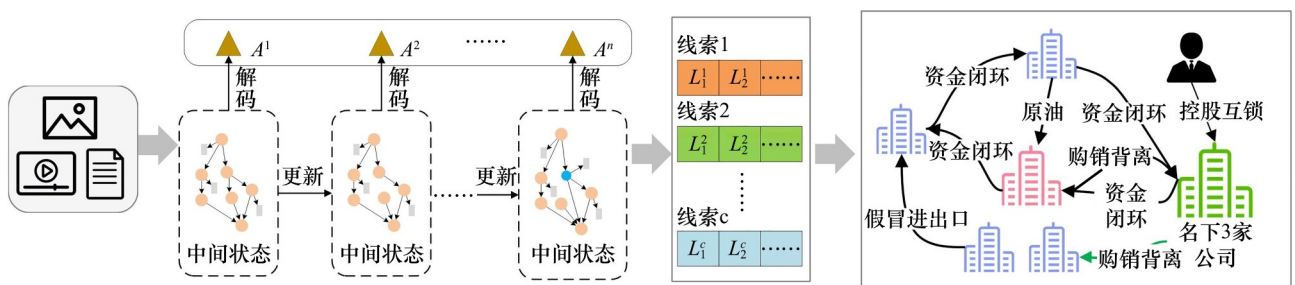 A¹
A²
……
Aⁿ
解码
解码
解码
更新
……
更新
中间状态
中间状态
中间状态
线索1
L₁¹ L₂¹ ……
线索2
L₁² L₂² ……
……
线索c
L₁ᶜ L₂ᶜ ……
资金闭环
原油
资金闭环
控股互锁
资金闭环
购销背离
资金
闭环
假冒进出口
名下3家
公司
购销背离